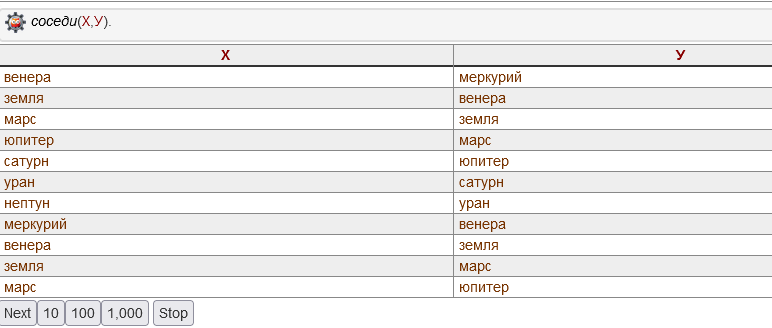 соседи(Х,У).
Х У
венера меркурий
земля венера
марс земля
юпитер марс
сатурн юпитер
уран сатурн
нептун уран
меркурий венера
венера земля
земля марс
марс юпитер
Next 10 100 1,000 Stop